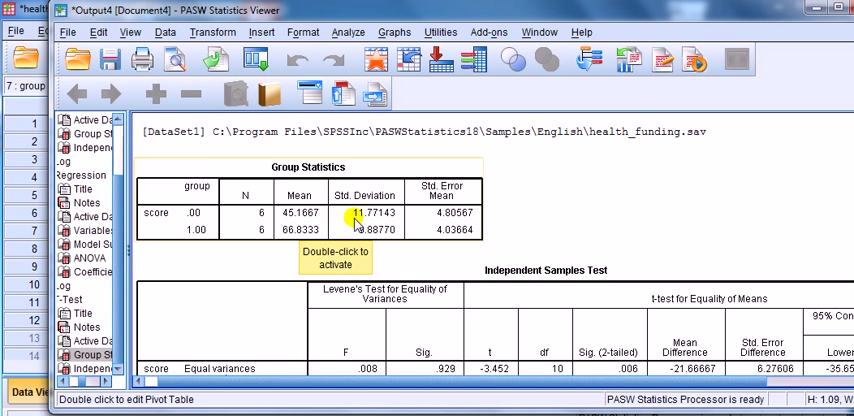 *health
*Output4 [Document4] - PASW Statistics Viewer
File
File Edit View Data Transform Insert Format Analyze Graphs Utilities Add-ons Window Help
7 : group
1
2
3
4
5
6
7
8
9
10
11
12
13
14
Data Vie
Active Da
Group St
Indepen
Log
Regression
Title
Notes
Active Da
Variables
Model Su
ANOVA
Coefficie
Log
T-Test
Title
Notes
Active Da
Group St
Indepen
[DataSet1] C:\Program Files\SPSSInc\PASWStatistics18\Samples\English\health_funding.sav
Group Statistics
group N Mean Std. Deviation Std. Error Mean
score .00 6 45.1667 11.77143 4.80567
1.00 6 66.8333 9.88770 4.03664
Double-click to
activate
Independent Samples Test
Levene's Test for Equality of Variances t-test for Equality of Means
95% Con
F Sig. t df Sig. (2-tailed) Mean Difference Std. Error Difference Lower
score Equal variances .008 .929 -3.452 10 .006 -21.66667 6.27606 -35.65
Double click to edit Pivot Table PASW Statistics Processor is ready H: 1.09, W